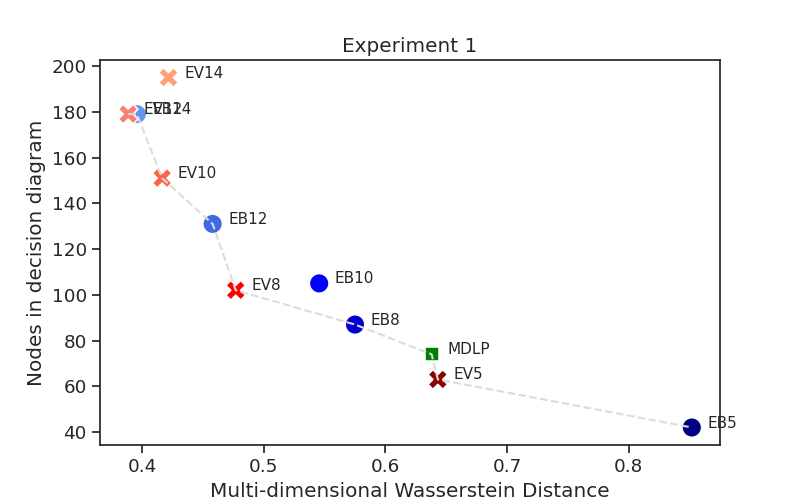 Experiment 1
Nodes in decision diagram
200
180
160
140
120
100
80
60
40
EV14
EV12
EB14
EV10
EB12
EV8
EB10
EB8
MDLP
EV5
EB5
0.4
0.5
0.6
0.7
0.8
Multi-dimensional Wasserstein Distance